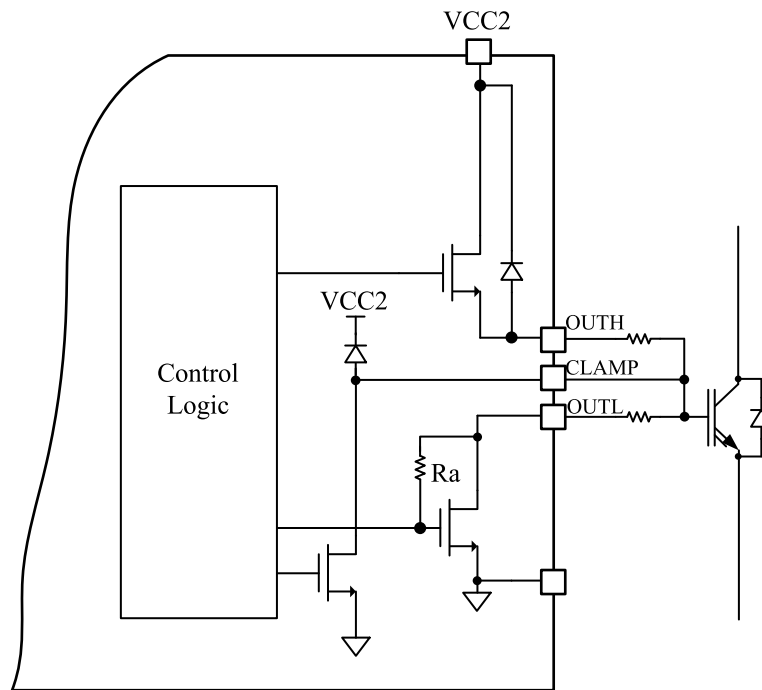 VCC2
VCC2
OUTH
CLAMP
Control
Logic
OUTL
Ra